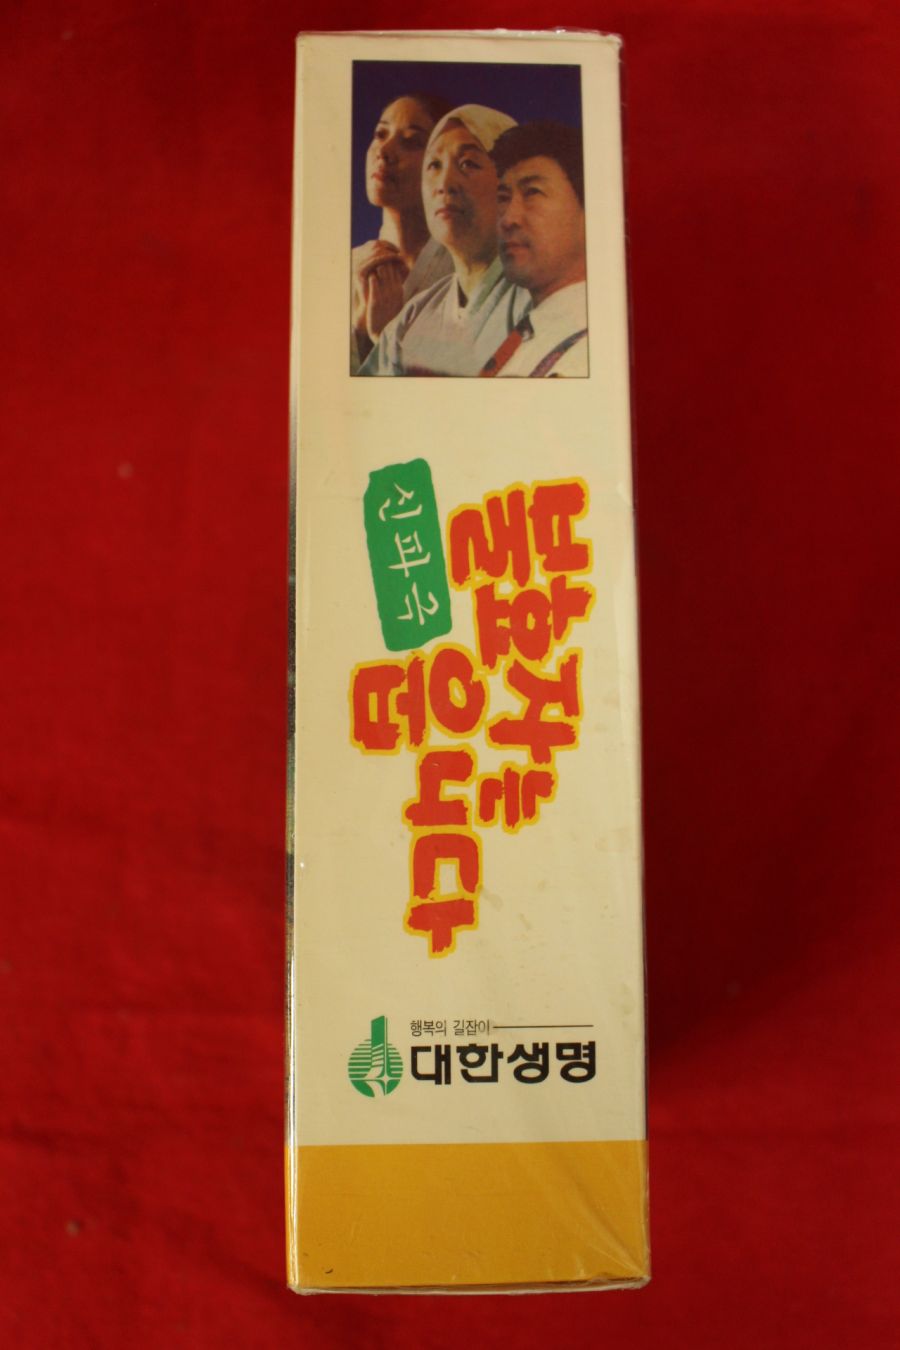 신파극
불효자는
웁니다
행복의 길잡이
대한생명